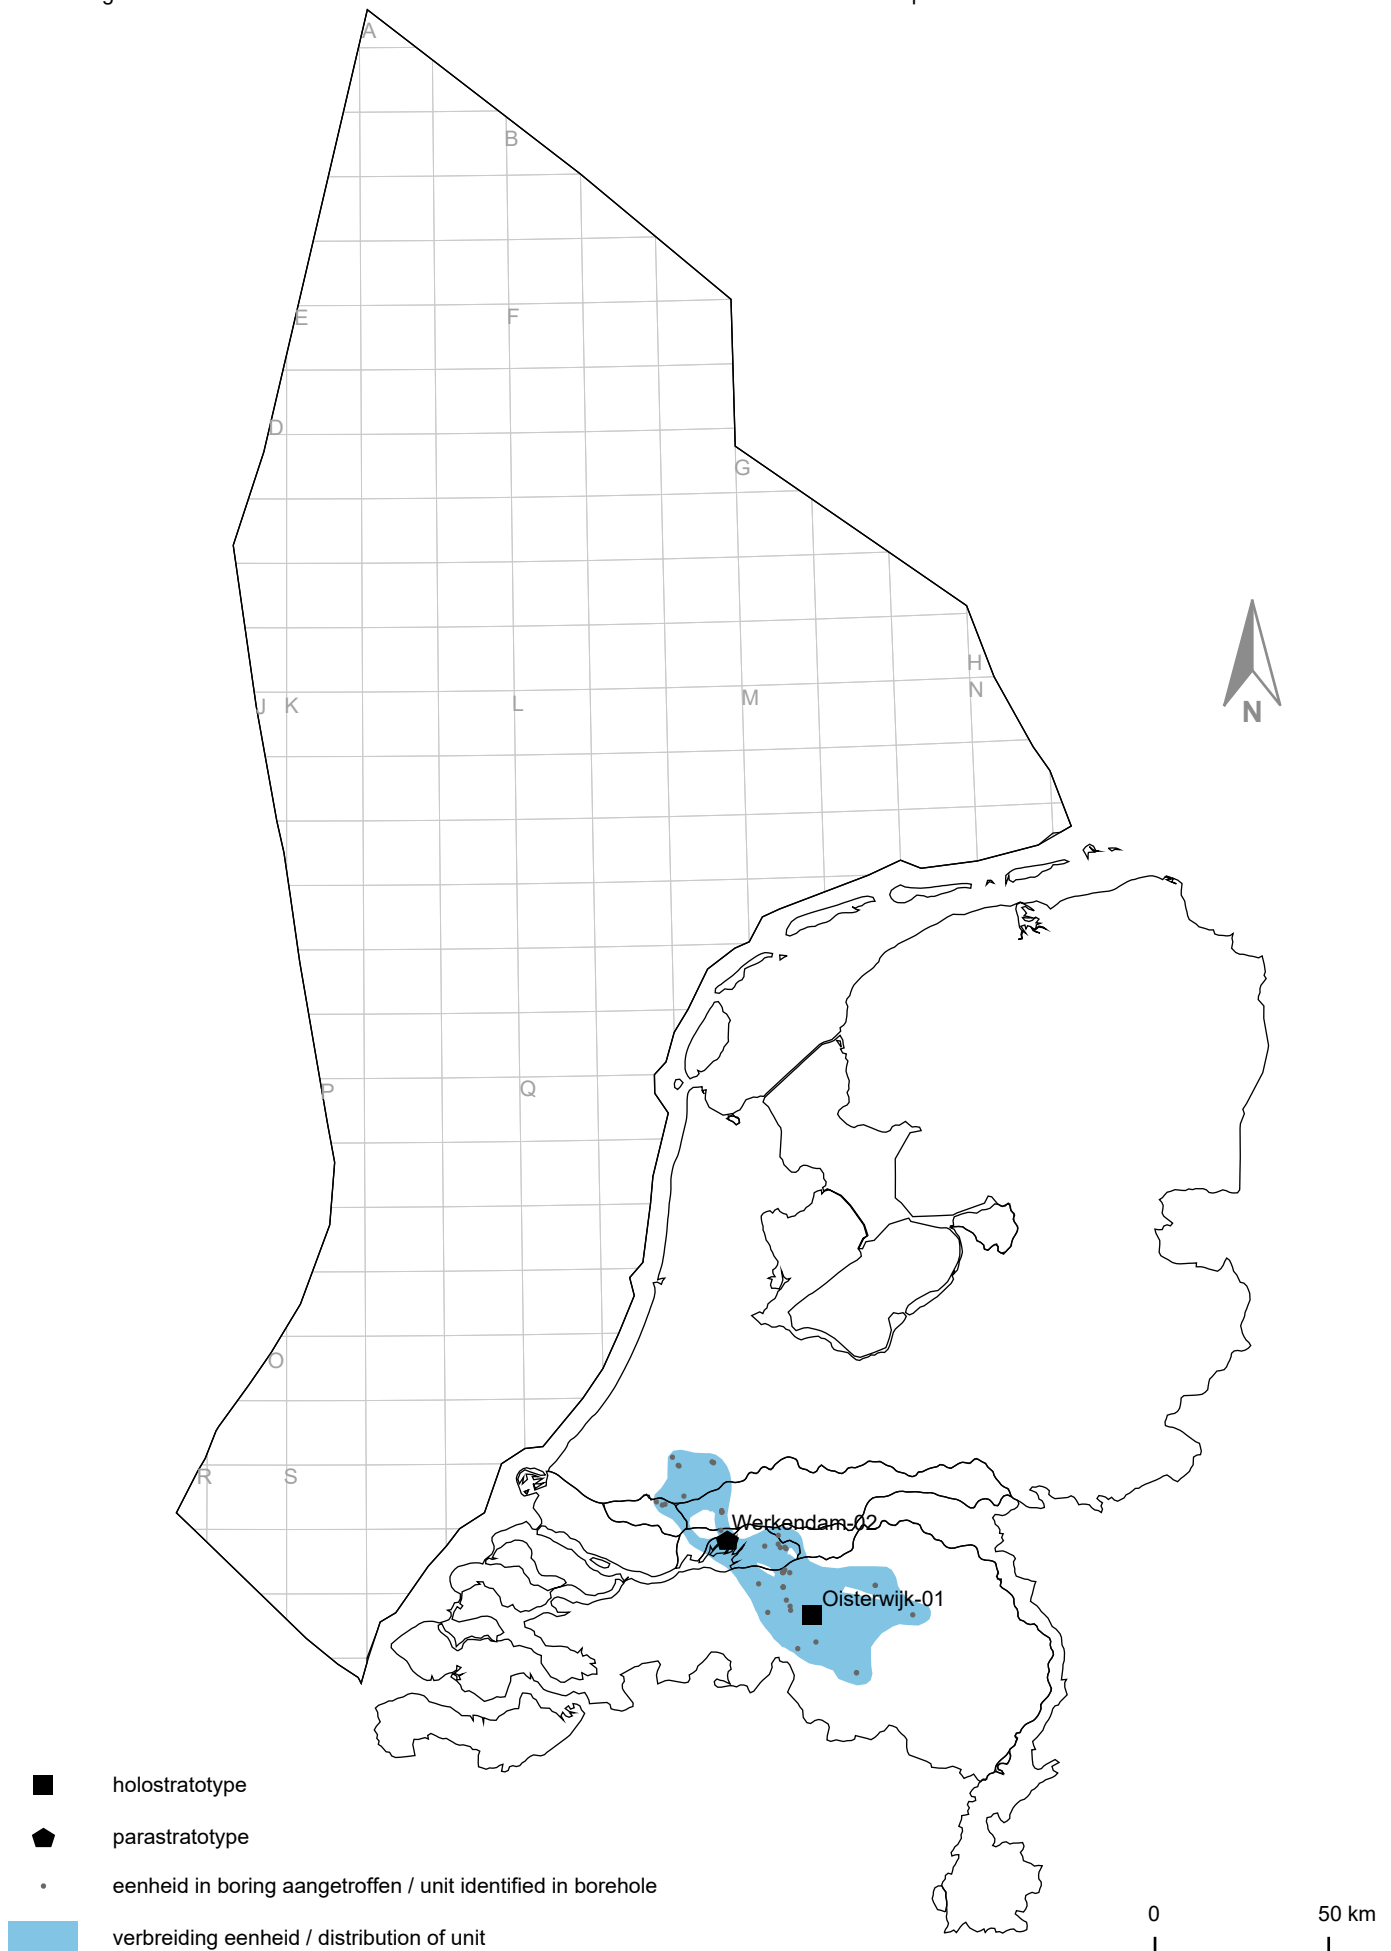 A
B
E
F
D
G
H
N
M
J K
L
N
P
Q
O
R
S
Werkendam-02
Oisterwijk-01
holostratotype
parastratotype
eenheid in boring aangetroffen / unit identified in borehole
verbreiding eenheid / distribution of unit
0 50 km